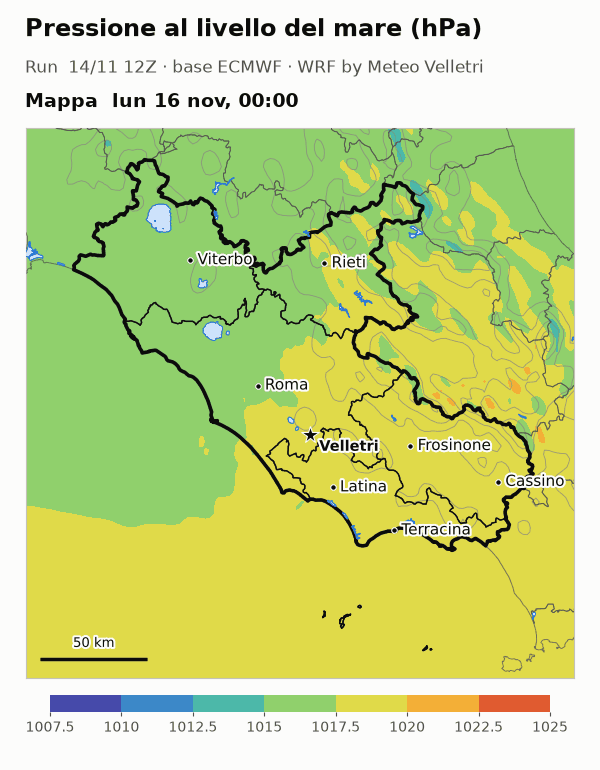 Pressione al livello del mare (hPa)
Run  14/11 12Z · base ECMWF · WRF by Meteo Velletri
Mappa  lun 16 nov, 00:00
Viterbo
Rieti
Roma
Velletri
Frosinone
Latina
Cassino
Terracina
50 km
1007.5 1010 1012.5 1015 1017.5 1020 1022.5 1025